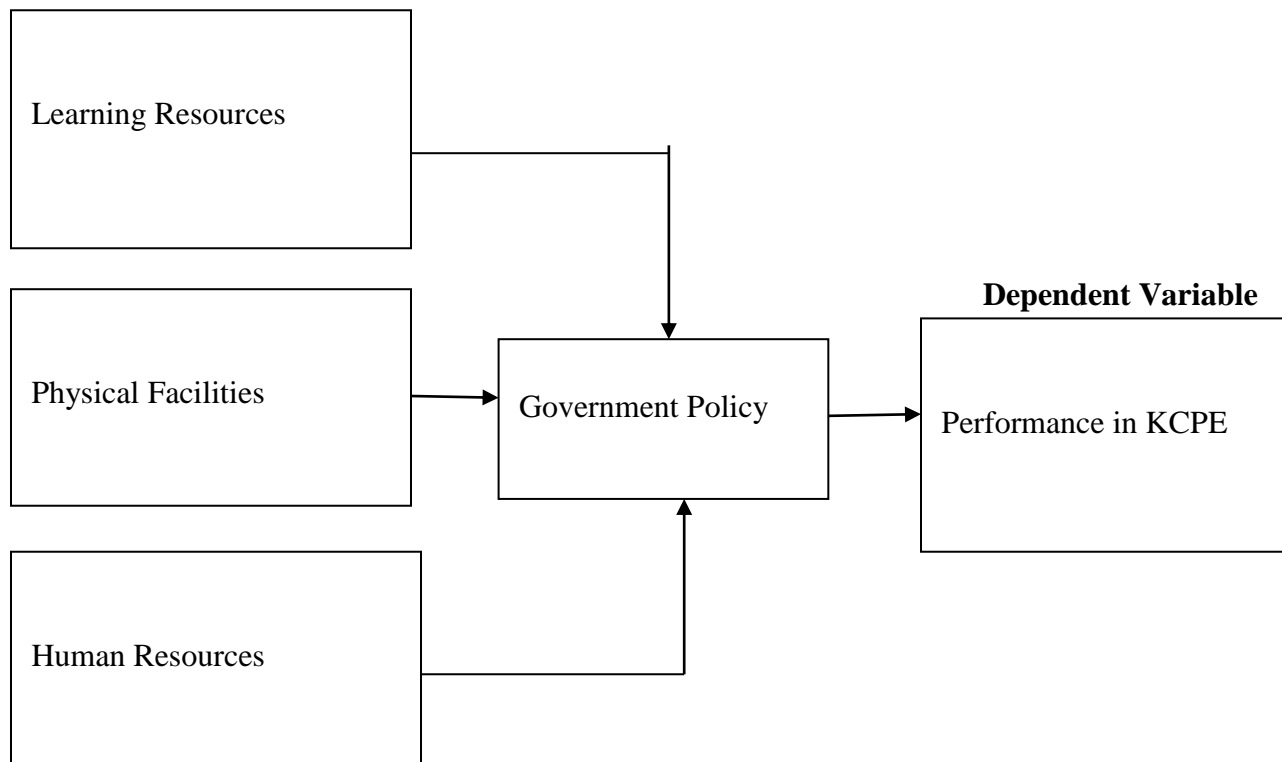 Learning Resources
Dependent Variable
Physical Facilities
Government Policy
Performance in KCPE
Human Resources